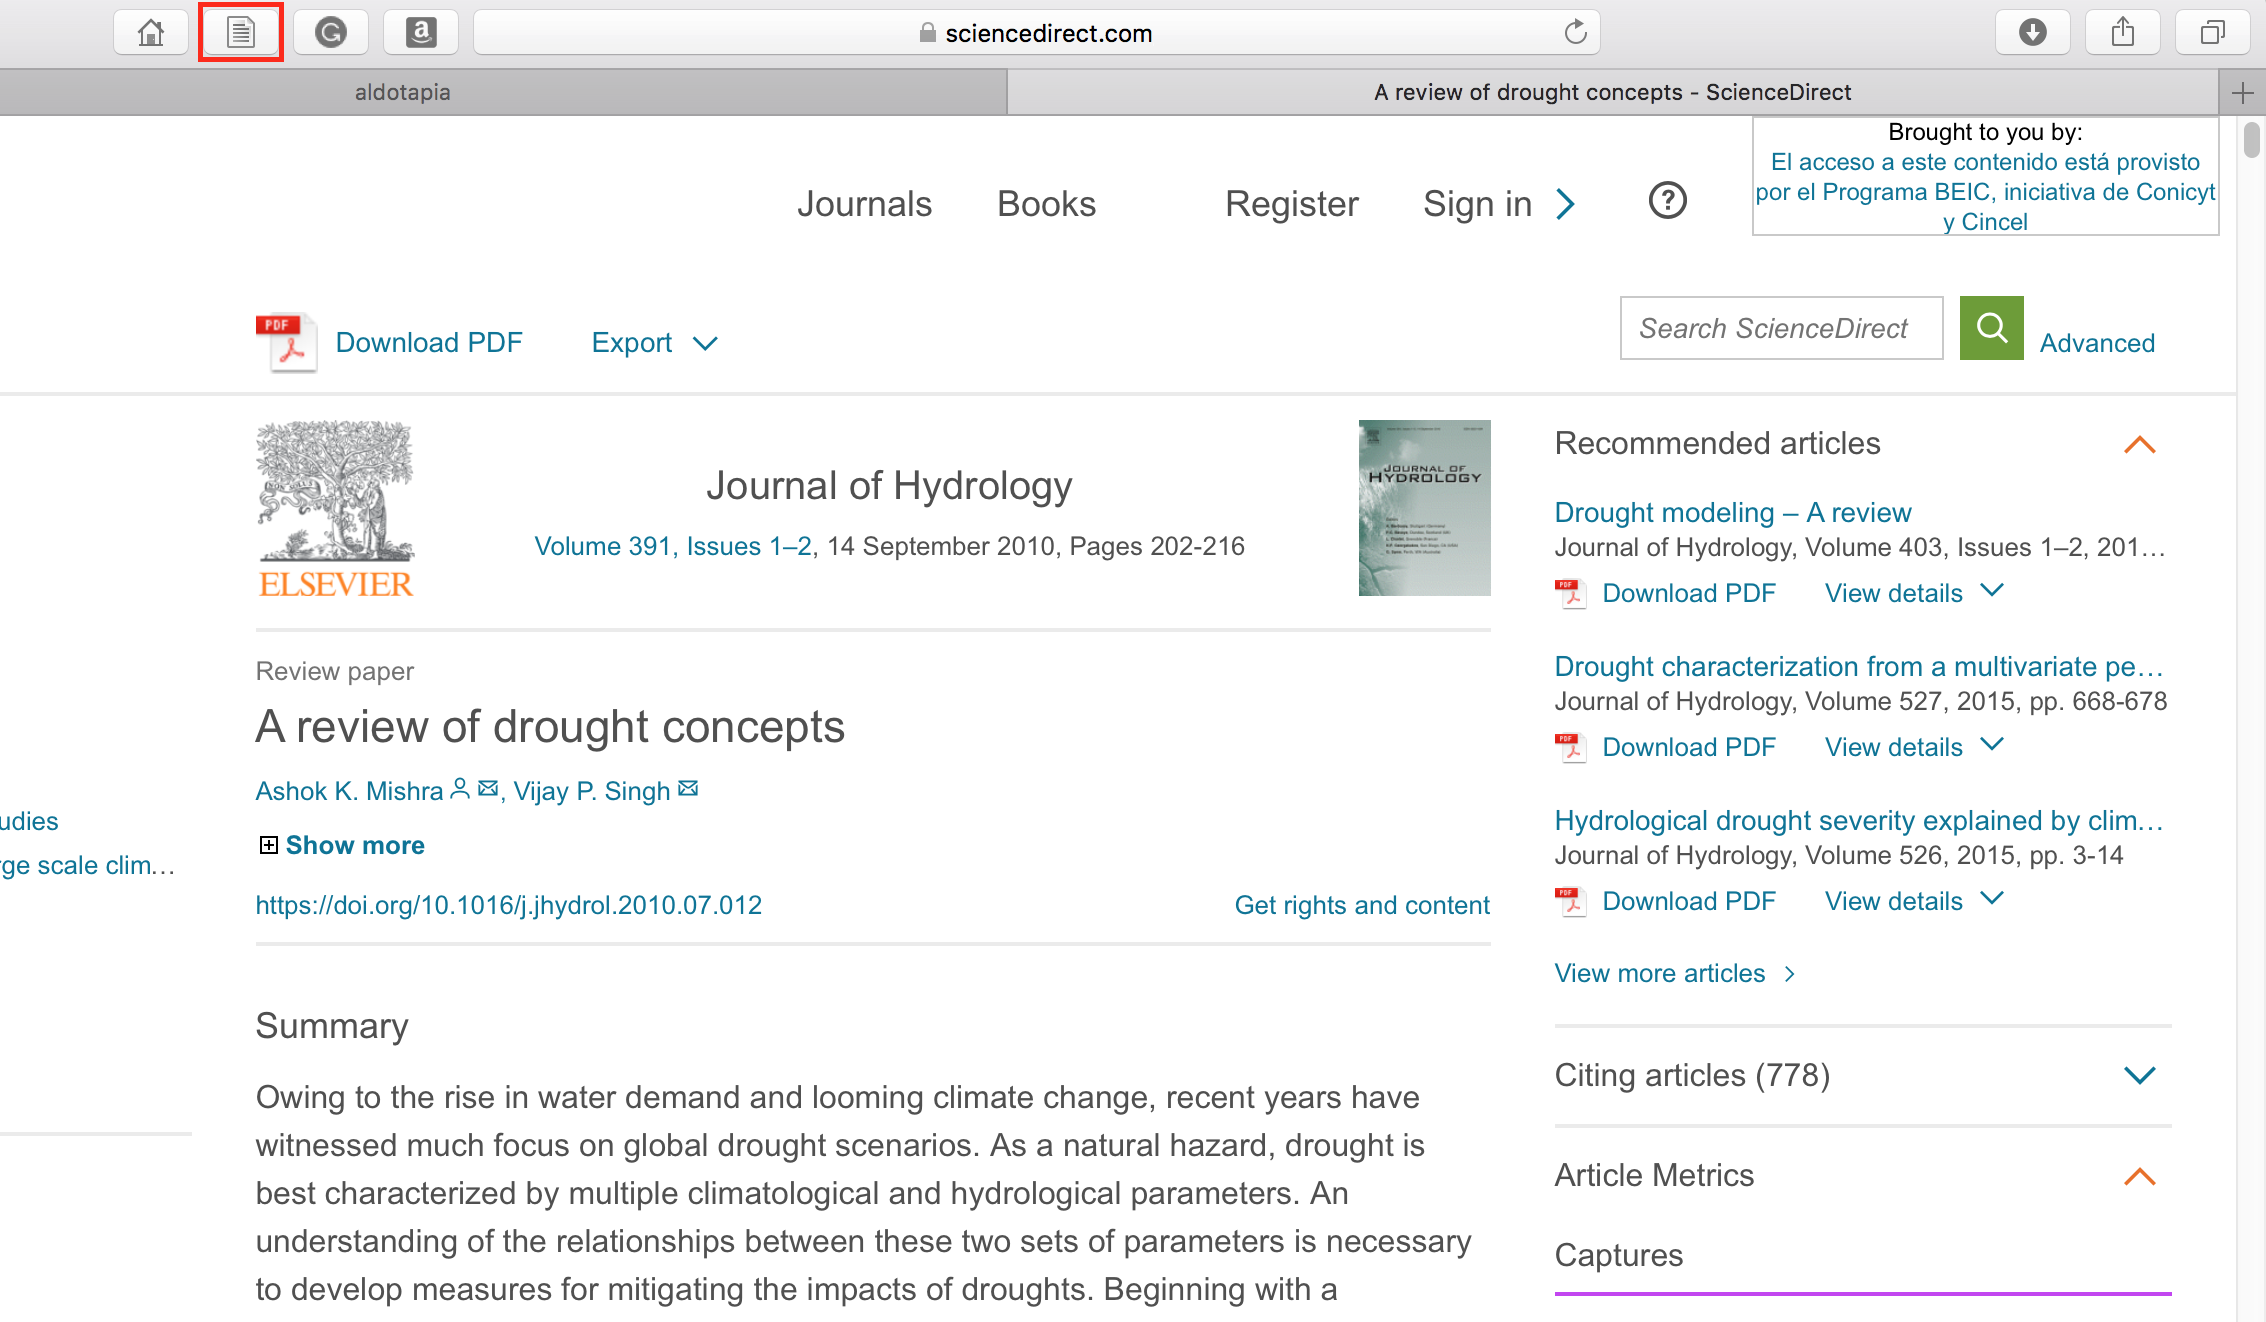 sciencedirect.com
aldotapia
A review of drought concepts - ScienceDirect
Brought to you by:
El acceso a este contenido está provisto
por el Programa BEIC, iniciativa de Conicyt
y Cincel
Journals Books Register Sign in
PDF Download PDF Export
Search ScienceDirect Advanced
ELSEVIER
Journal of Hydrology
Volume 391, Issues 1–2, 14 September 2010, Pages 202-216
JOURNAL OF
HYDROLOGY
Review paper
A review of drought concepts
Ashok K. Mishra , Vijay P. Singh
Show more
https://doi.org/10.1016/j.jhydrol.2010.07.012 Get rights and content
Summary
Owing to the rise in water demand and looming climate change, recent years have
witnessed much focus on global drought scenarios. As a natural hazard, drought is
best characterized by multiple climatological and hydrological parameters. An
understanding of the relationships between these two sets of parameters is necessary
to develop measures for mitigating the impacts of droughts. Beginning with a
udies
rge scale clim…
Recommended articles
Drought modeling – A review
Journal of Hydrology, Volume 403, Issues 1–2, 201…
PDF Download PDF View details
Drought characterization from a multivariate pe…
Journal of Hydrology, Volume 527, 2015, pp. 668-678
PDF Download PDF View details
Hydrological drought severity explained by clim…
Journal of Hydrology, Volume 526, 2015, pp. 3-14
PDF Download PDF View details
View more articles
Citing articles (778)
Article Metrics
Captures